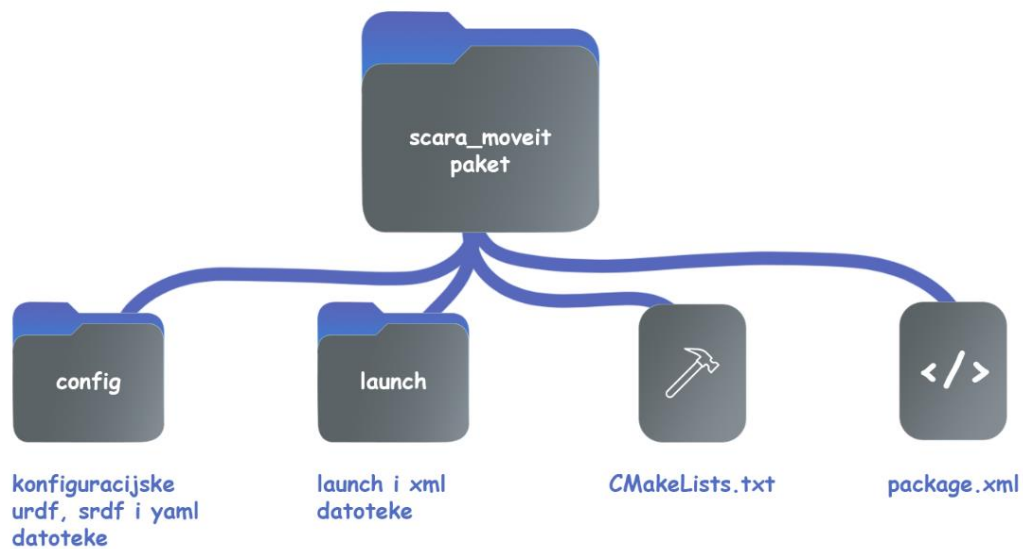 scara_moveit
paket
config
launch
</>
konfiguracijske
urdf, srdf i yaml
datoteke
launch i xml
datoteke
CMakeLists.txt
package.xml